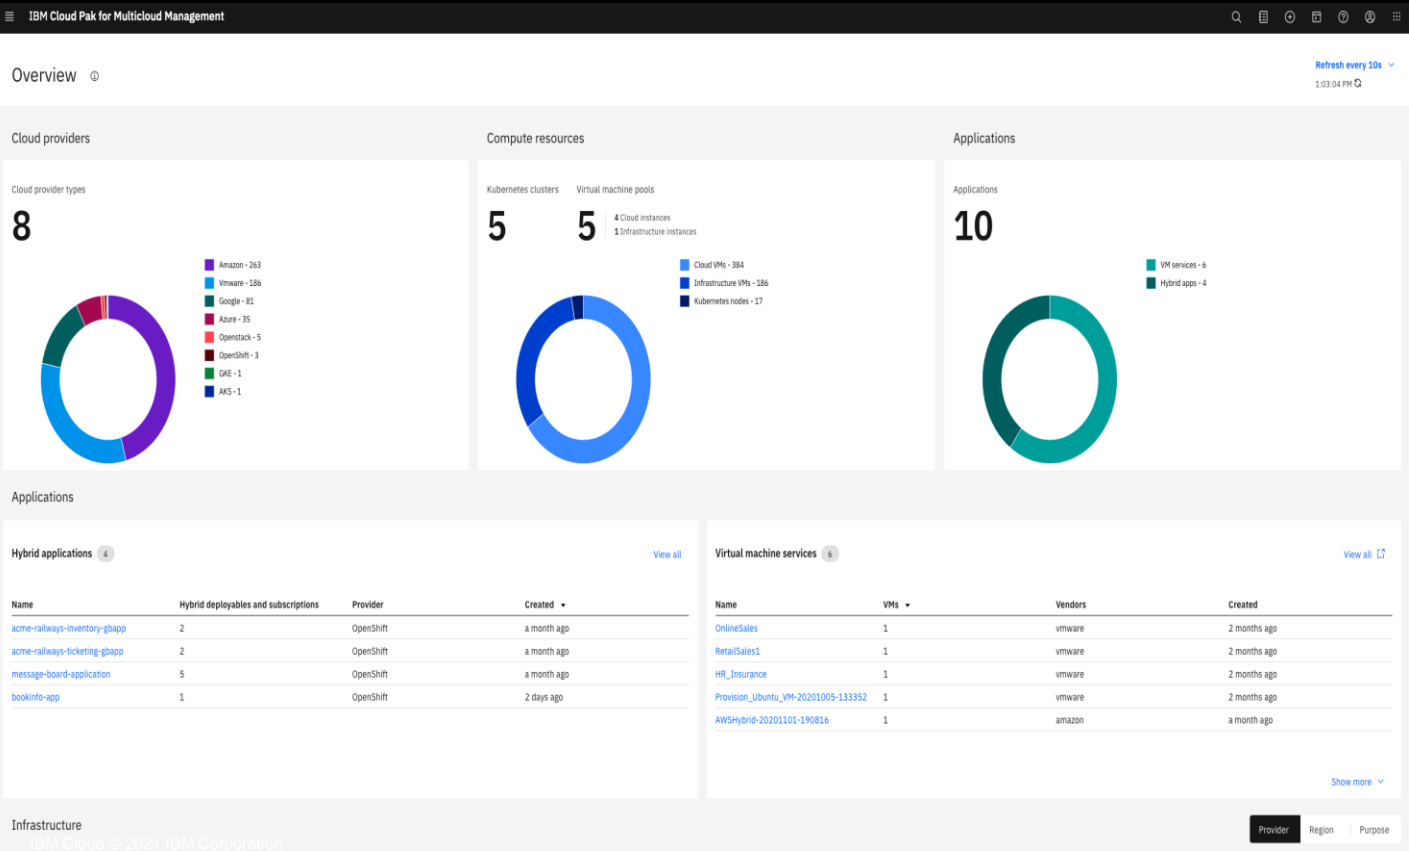 IBM Cloud Pak for Multicloud Management
Overview
Refresh every 10s
1:03:04 PM
Cloud providers
Cloud provider types
8
Amazon - 263
Vmware - 186
Google - 81
Azure - 35
Openstack - 5
OpenShift - 3
GKE - 1
AKS - 1
Compute resources
Kubernetes clusters
5
Virtual machine pools
5
4 Cloud instances
1 Infrastructure instances
Cloud VMs - 384
Infrastructure VMs - 186
Kubernetes nodes - 17
Applications
Applications
10
VM services - 6
Hybrid apps - 4
Applications
Hybrid applications 4 View all
Name Hybrid deployables and subscriptions Provider Created
acme-railways-inventory-gbapp 2 OpenShift a month ago
acme-railways-ticketing-gbapp 2 OpenShift a month ago
message-board-application 5 OpenShift a month ago
bookinfo-app 1 OpenShift 2 days ago
Virtual machine services 6 View all
Name VMs Vendors Created
OnlineSales 1 vmware 2 months ago
RetailSales1 1 vmware 2 months ago
HR_Insurance 1 vmware 2 months ago
Provision_Ubuntu_VM-20201005-133352 1 vmware 2 months ago
AWSHybrid-20201101-190816 1 amazon a month ago
Show more
Infrastructure
Provider Region Purpose
IBM Cloud © 2021 IBM Corporation